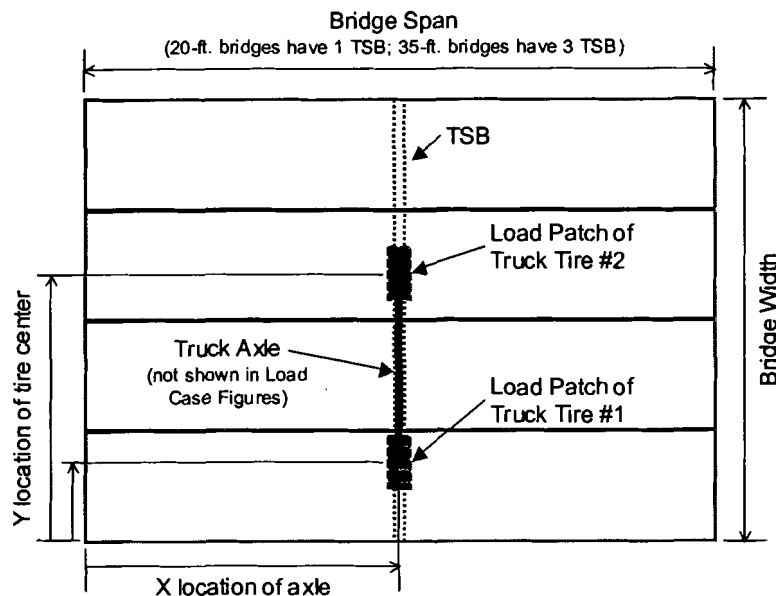 Bridge Span
(20-ft. bridges have 1 TSB; 35-ft. bridges have 3 TSB)
TSB
Load Patch of
Truck Tire #2
Truck Axle
(not shown in Load
Case Figures)
Load Patch of
Truck Tire #1
Y location of tire center
Bridge Width
X location of axle